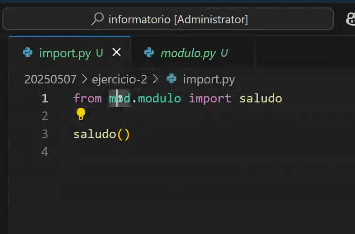 informatorio [Administrator]
import.py U
modulo.py U
20250507 > ejercicio-2 > import.py
1 from mod.modulo import saludo
2
3 saludo()
4